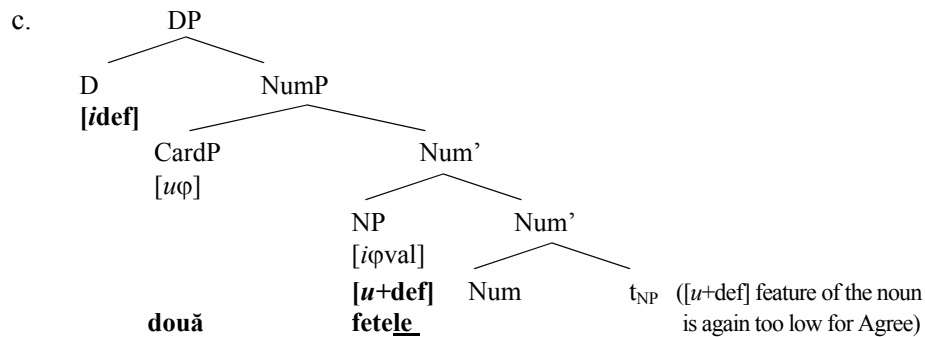 c. DP
D NumP
[idef]
CardP Num’
[uφ]
NP Num’
[iφval]
[u+def] Num tNP ([u+def] feature of the noun
două fetele is again too low for Agree)